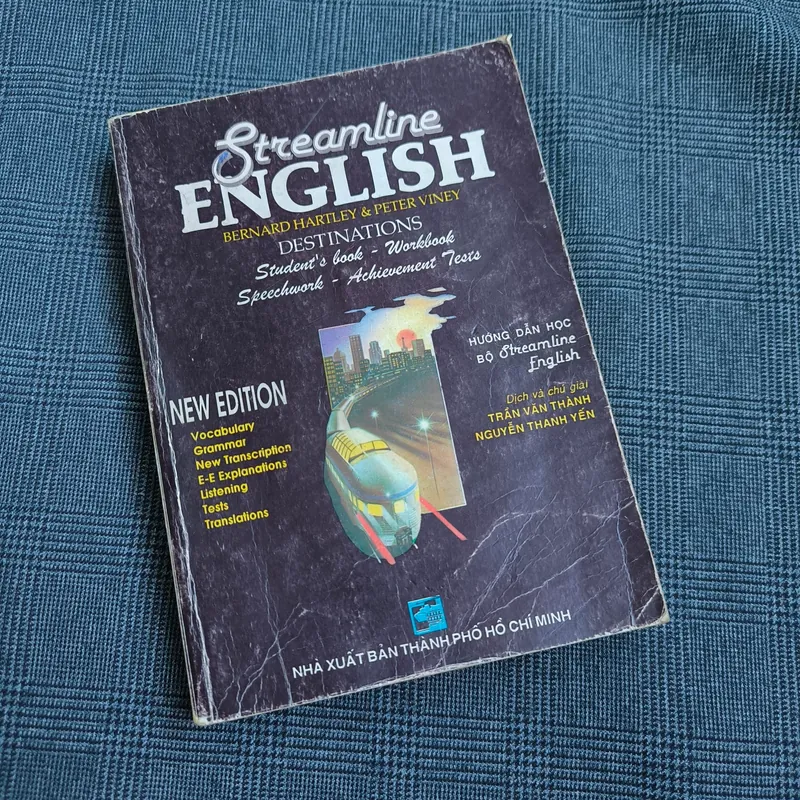 Streamline
ENGLISH
BERNARD HARTLEY & PETER VINEY
DESTINATIONS
Student's book - Workbook
Speechwork - Achievement Tests
HƯỚNG DẪN HỌC
BỘ Streamline
English
Dịch và chú giải
TRẦN VĂN THÀNH
NGUYỄN THANH YẾN
NEW EDITION
Vocabulary
Grammar
New Transcription
E-E Explanations
Listening
Tests
Translations
NHÀ XUẤT BẢN THÀNH PHỐ HỒ CHÍ MINH